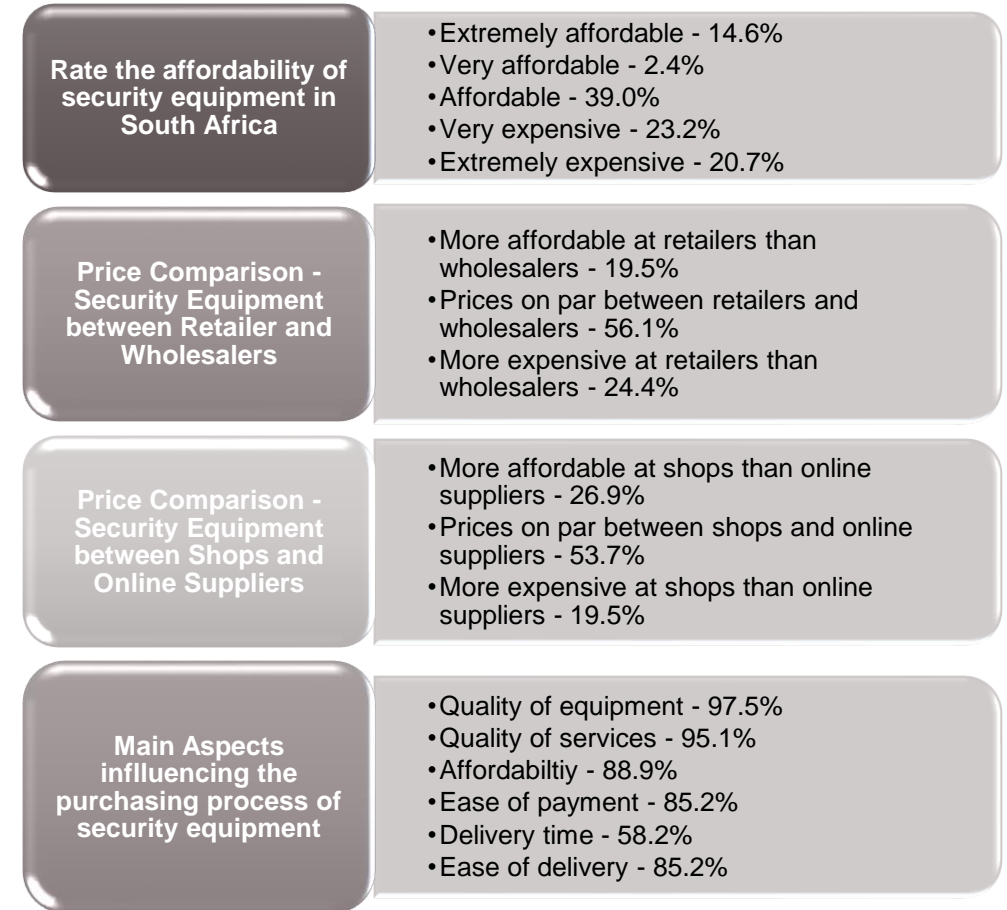 Rate the affordability of
security equipment in
South Africa
•Extremely affordable - 14.6%
•Very affordable - 2.4%
•Affordable - 39.0%
•Very expensive - 23.2%
•Extremely expensive - 20.7%
Price Comparison -
Security Equipment
between Retailer and
Wholesalers
•More affordable at retailers than
wholesalers - 19.5%
•Prices on par between retailers and
wholesalers - 56.1%
•More expensive at retailers than
wholesalers - 24.4%
Price Comparison -
Security Equipment
between Shops and
Online Suppliers
•More affordable at shops than online
suppliers - 26.9%
•Prices on par between shops and online
suppliers - 53.7%
•More expensive at shops than online
suppliers - 19.5%
Main Aspects
inflluencing the
purchasing process of
security equipment
•Quality of equipment - 97.5%
•Quality of services - 95.1%
•Affordabiltiy - 88.9%
•Ease of payment - 85.2%
•Delivery time - 58.2%
•Ease of delivery - 85.2%